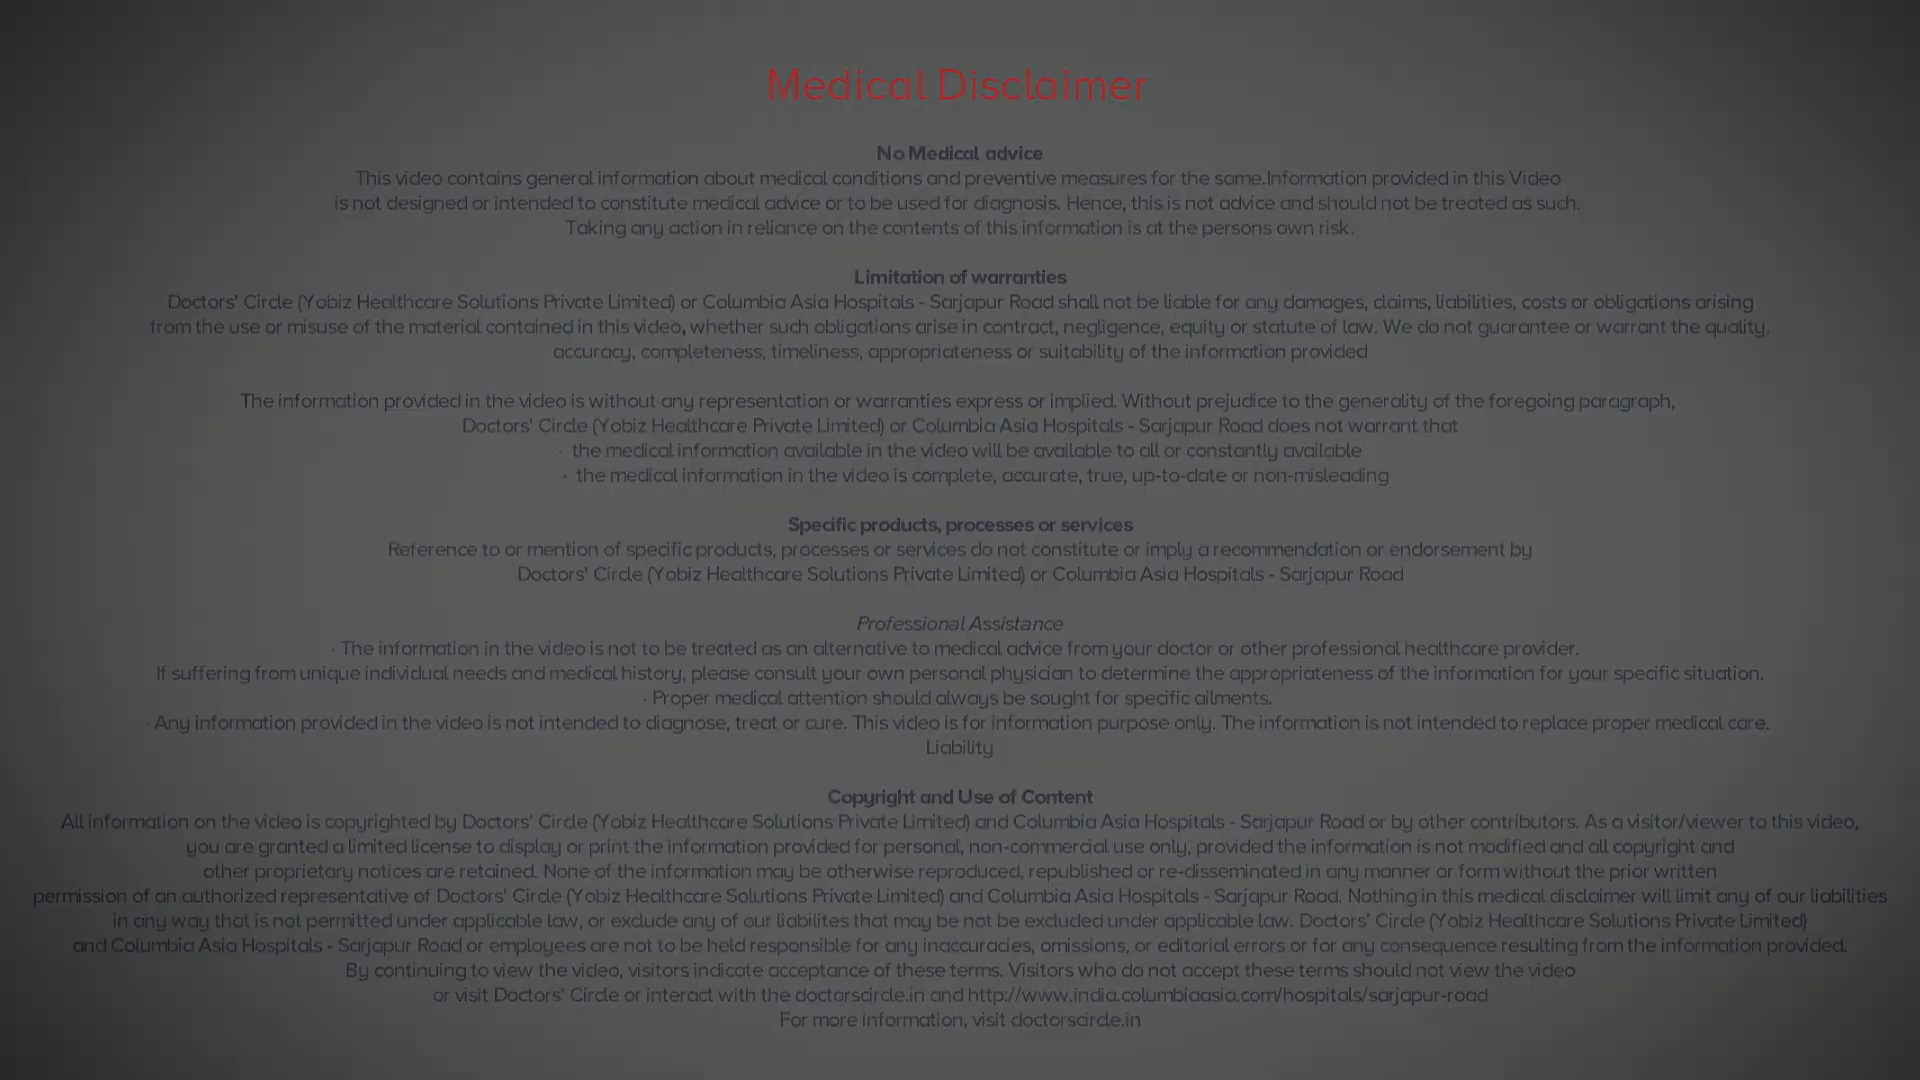 Medical Disclaimer
No Medical advice
This video contains general information about medical conditions and preventive measures for the same.Information provided in this Video
is not designed or intended to constitute medical advice or to be used for diagnosis. Hence, this is not advice and should not be treated as such.
Taking any action in reliance on the contents of this information is at the persons own risk.
Limitation of warranties
Doctors' Circle (Yobiz Healthcare Solutions Private Limited) or Columbia Asia Hospitals - Sarjapur Road shall not be liable for any damages, claims, liabilities, costs or obligations arising
from the use or misuse of the material contained in this video, whether such obligations arise in contract, negligence, equity or statute of law. We do not guarantee or warrant the quality,
accuracy, completeness, timeliness, appropriateness or suitability of the information provided
The information provided in the video is without any representation or warranties express or implied. Without prejudice to the generality of the foregoing paragraph,
Doctors' Circle (Yobiz Healthcare Private Limited) or Columbia Asia Hospitals - Sarjapur Road does not warrant that
· the medical information available in the video will be available to all or constantly available
· the medical information in the video is complete, accurate, true, up-to-date or non-misleading
Specific products, processes or services
Reference to or mention of specific products, processes or services do not constitute or imply a recommendation or endorsement by
Doctors' Circle (Yobiz Healthcare Solutions Private Limited) or Columbia Asia Hospitals - Sarjapur Road
Professional Assistance
· The information in the video is not to be treated as an alternative to medical advice from your doctor or other professional healthcare provider.
If suffering from unique individual needs and medical history, please consult your own personal physician to determine the appropriateness of the information for your specific situation.
· Proper medical attention should always be sought for specific ailments.
· Any information provided in the video is not intended to diagnose, treat or cure. This video is for information purpose only. The information is not intended to replace proper medical care.
Liability
Copyright and Use of Content
All information on the video is copyrighted by Doctors' Circle (Yobiz Healthcare Solutions Private Limited) and Columbia Asia Hospitals - Sarjapur Road or by other contributors. As a visitor/viewer to this video,
you are granted a limited license to display or print the information provided for personal, non-commercial use only, provided the information is not modified and all copyright and
other proprietary notices are retained. None of the information may be otherwise reproduced, republished or re-disseminated in any manner or form without the prior written
permission of an authorized representative of Doctors' Circle (Yobiz Healthcare Solutions Private Limited) and Columbia Asia Hospitals - Sarjapur Road. Nothing in this medical disclaimer will limit any of our liabilities
in any way that is not permitted under applicable law, or exclude any of our liabilites that may be not be excluded under applicable law. Doctors' Circle (Yobiz Healthcare Solutions Private Limited)
and Columbia Asia Hospitals - Sarjapur Road or employees are not to be held responsible for any inaccuracies, omissions, or editorial errors or for any consequence resulting from the information provided.
By continuing to view the video, visitors indicate acceptance of these terms. Visitors who do not accept these terms should not view the video
or visit Doctors' Circle or interact with the doctorscircle.in and http://www.india.columbiaasia.com/hospitals/sarjapur-road
For more information, visit doctorscircle.in